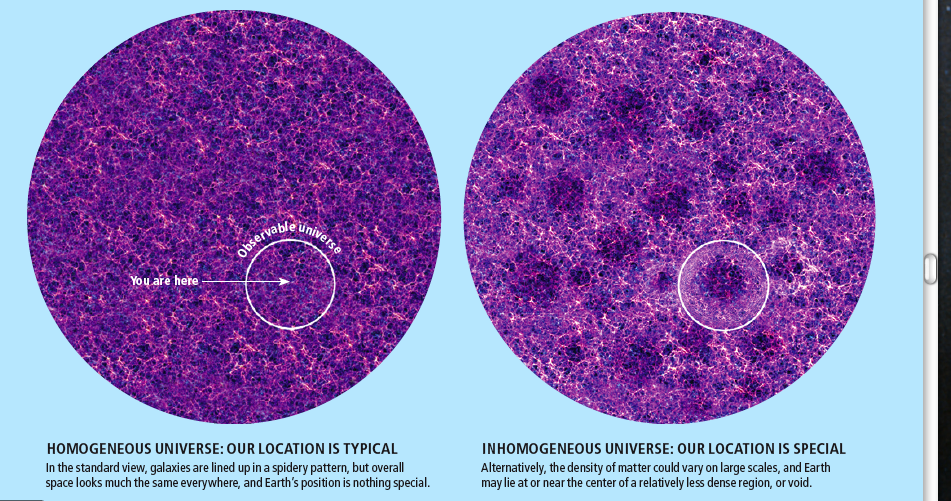 Observable universe
You are here
HOMOGENEOUS UNIVERSE: OUR LOCATION IS TYPICAL
In the standard view, galaxies are lined up in a spidery pattern, but overall
space looks much the same everywhere, and Earth's position is nothing special.
INHOMOGENEOUS UNIVERSE: OUR LOCATION IS SPECIAL
Alternatively, the density of matter could vary on large scales, and Earth
may lie at or near the center of a relatively less dense region, or void.